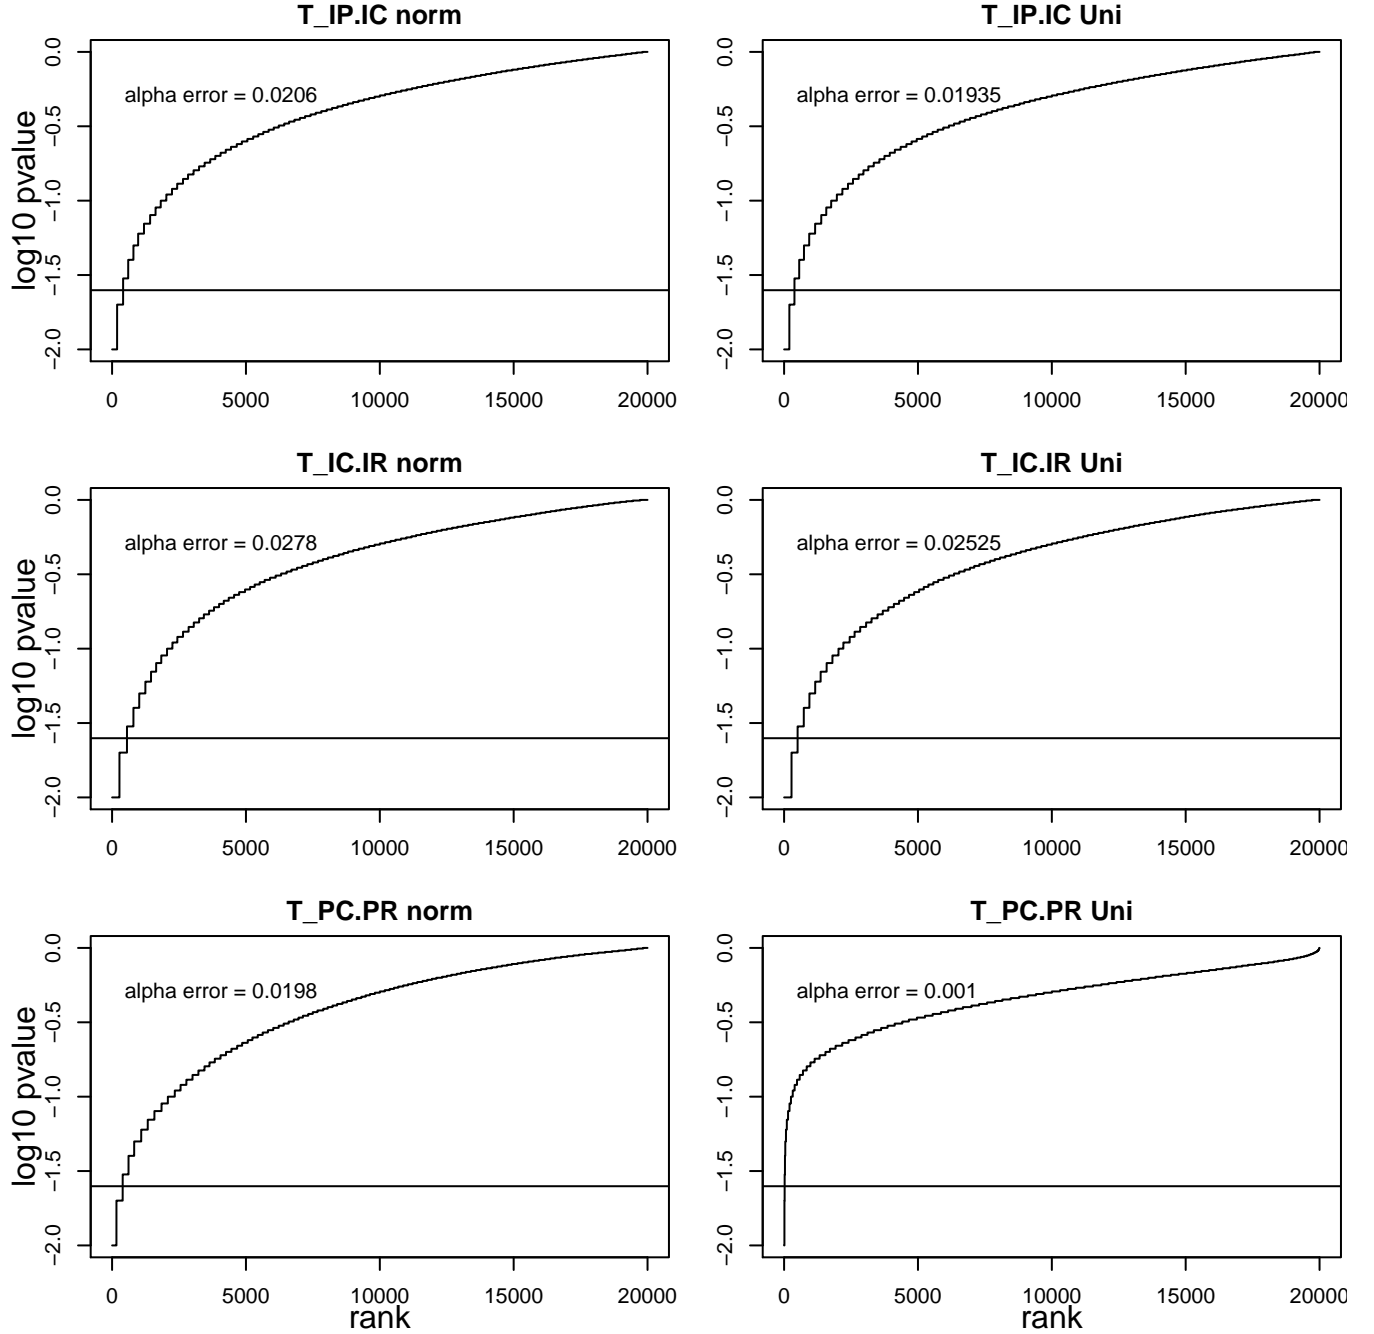 T_IP.IC norm
T_IP.IC Uni
log10 pvalue
0.0
−0.5
−1.0
−1.5
−2.0
alpha error = 0.0206
0 5000 10000 15000 20000
0.0
−0.5
−1.0
−1.5
−2.0
alpha error = 0.01935
0 5000 10000 15000 20000
T_IC.IR norm
T_IC.IR Uni
log10 pvalue
0.0
−0.5
−1.0
−1.5
−2.0
alpha error = 0.0278
0 5000 10000 15000 20000
0.0
−0.5
−1.0
−1.5
−2.0
alpha error = 0.02525
0 5000 10000 15000 20000
T_PC.PR norm
T_PC.PR Uni
log10 pvalue
0.0
−0.5
−1.0
−1.5
−2.0
alpha error = 0.0198
0 5000 10000 15000 20000
rank
0.0
−0.5
−1.0
−1.5
−2.0
alpha error = 0.001
0 5000 10000 15000 20000
rank